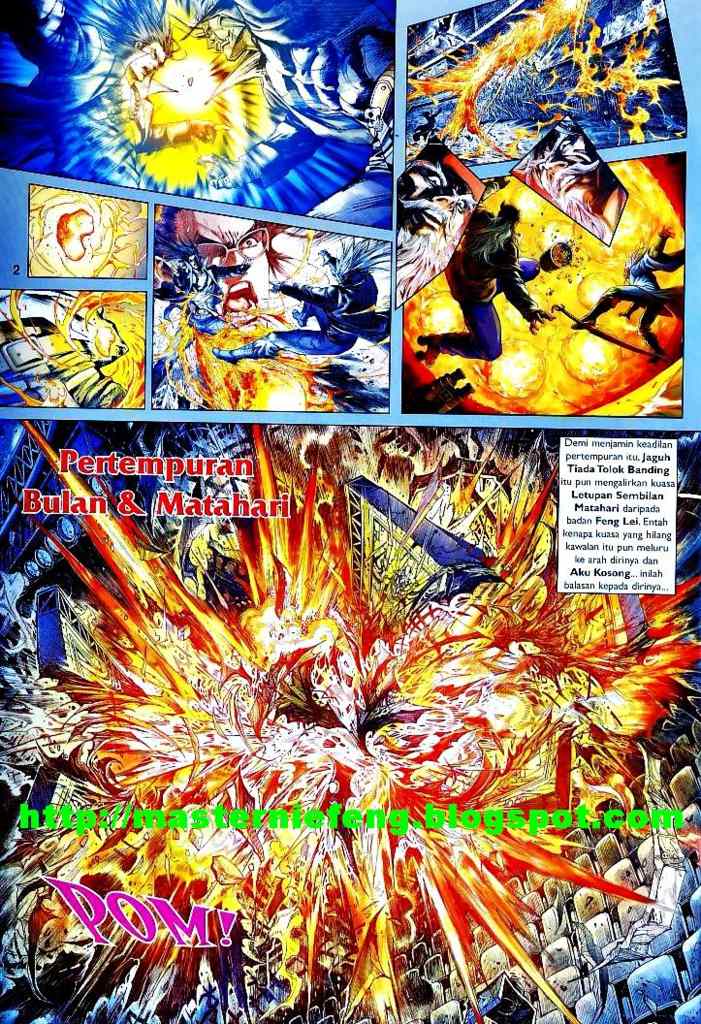 2
Pertempuran
Bulan & Matahari
Demi menjamin keadilan
pertempuran itu, Jaguh
Tiada Tolok Banding
itu pun mengalirkan kuasa
Letupan Sembilan
Matahari daripada
badan Feng Lei. Entah
kenapa kuasa yang hilang
kawalan itu pun meluru
ke arah dirinya dan
Aku Kosong... inilah
balasan kepada dirinya...
http://masterniefeng.blogspot.com
POM!